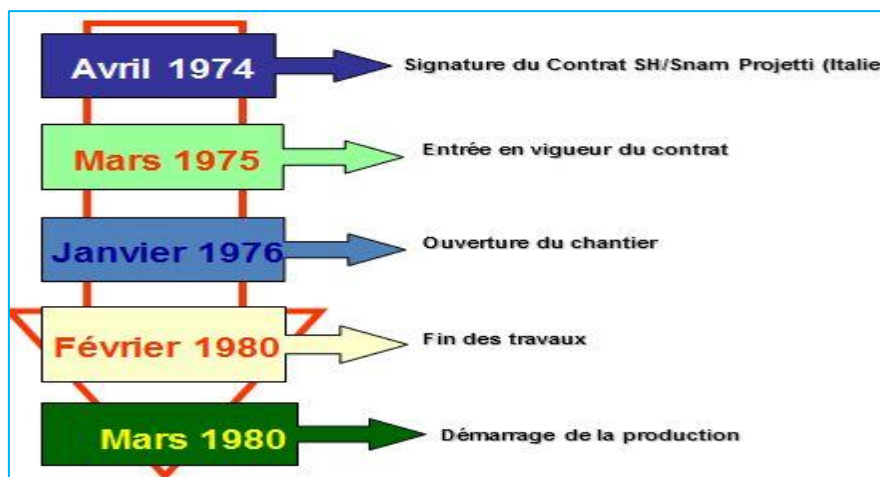 Avril 1974
Signature du Contrat SH/Snam Projetti (Italie
Mars 1975
Entrée en vigueur du contrat
Janvier 1976
Ouverture du chantier
Février 1980
Fin des travaux
Mars 1980
Démarrage de la production